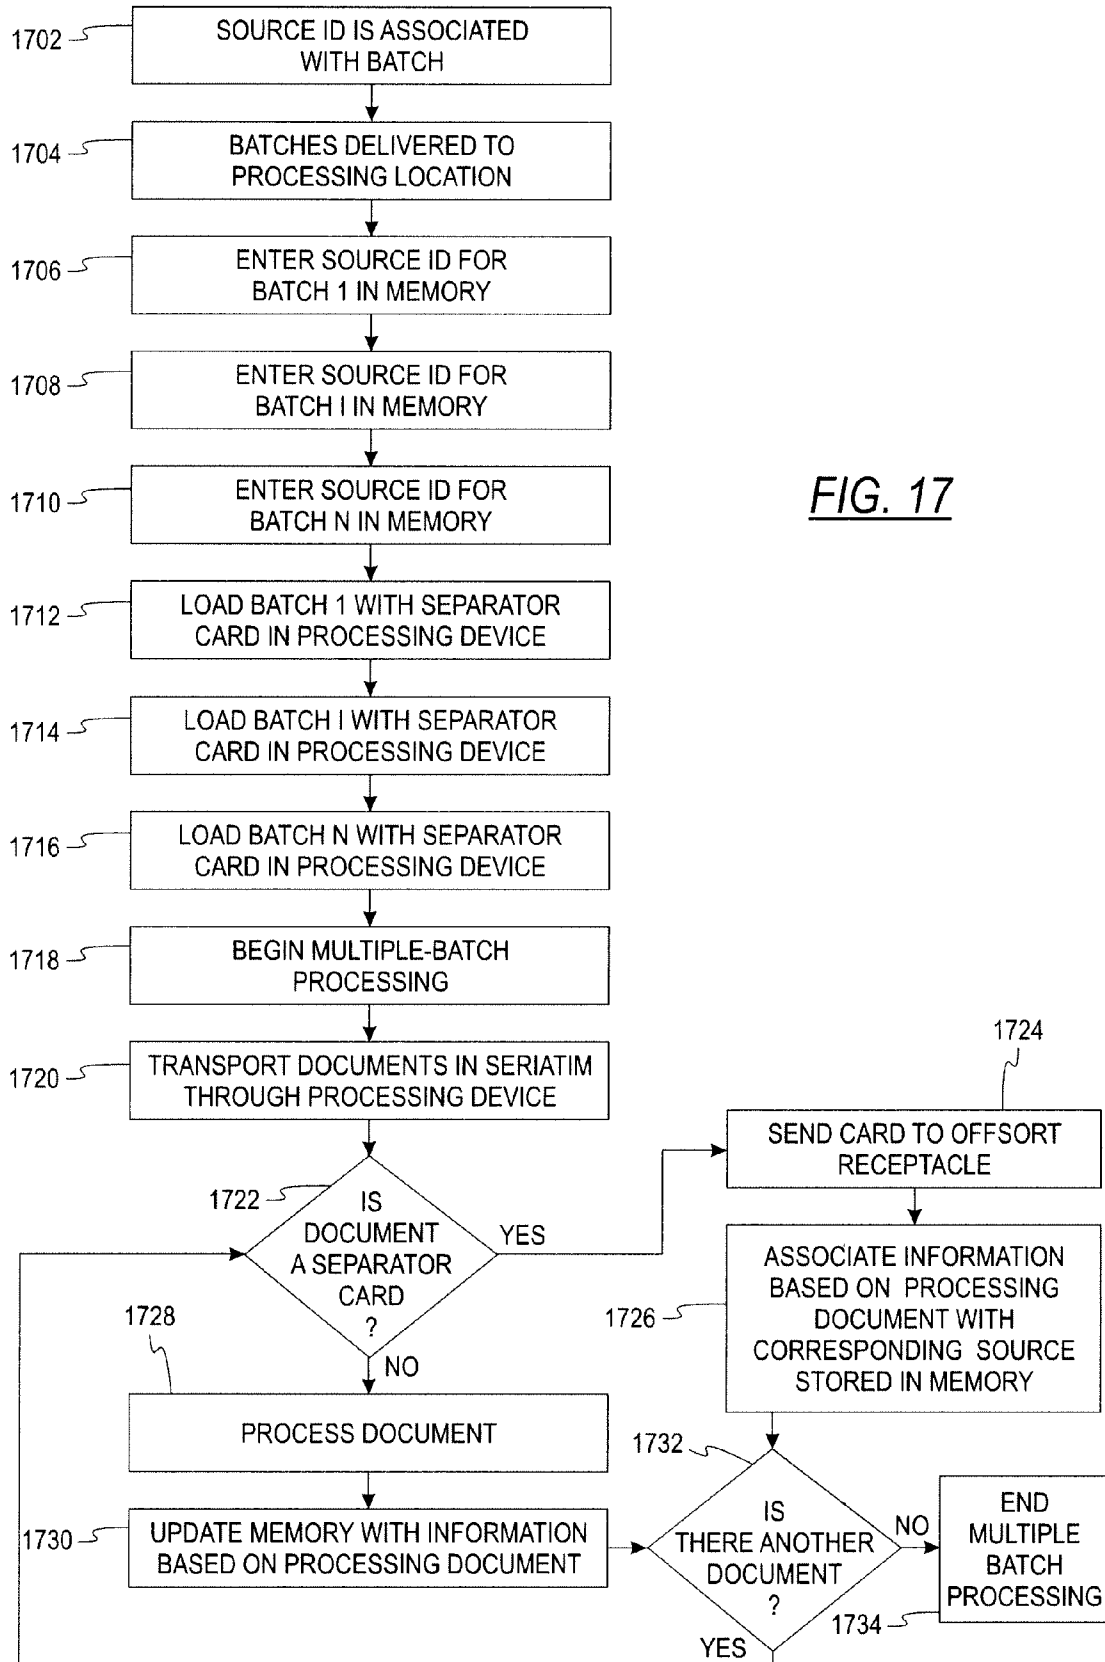 1702
SOURCE ID IS ASSOCIATED
WITH BATCH
1704
BATCHES DELIVERED TO
PROCESSING LOCATION
1706
ENTER SOURCE ID FOR
BATCH 1 IN MEMORY
1708
ENTER SOURCE ID FOR
BATCH I IN MEMORY
1710
ENTER SOURCE ID FOR
BATCH N IN MEMORY
FIG. 17
1712
LOAD BATCH 1 WITH SEPARATOR
CARD IN PROCESSING DEVICE
1714
LOAD BATCH I WITH SEPARATOR
CARD IN PROCESSING DEVICE
1716
LOAD BATCH N WITH SEPARATOR
CARD IN PROCESSING DEVICE
1718
BEGIN MULTIPLE-BATCH
PROCESSING
1720
TRANSPORT DOCUMENTS IN SERIATIM
THROUGH PROCESSING DEVICE
1722
IS
DOCUMENT
A SEPARATOR
CARD
?
YES
NO
1724
SEND CARD TO OFFSORT
RECEPTACLE
1726
ASSOCIATE INFORMATION
BASED ON PROCESSING
DOCUMENT WITH
CORRESPONDING SOURCE
STORED IN MEMORY
1728
PROCESS DOCUMENT
1730
UPDATE MEMORY WITH INFORMATION
BASED ON PROCESSING DOCUMENT
1732
IS
THERE ANOTHER
DOCUMENT
?
NO
YES
END
MULTIPLE
BATCH
PROCESSING
1734